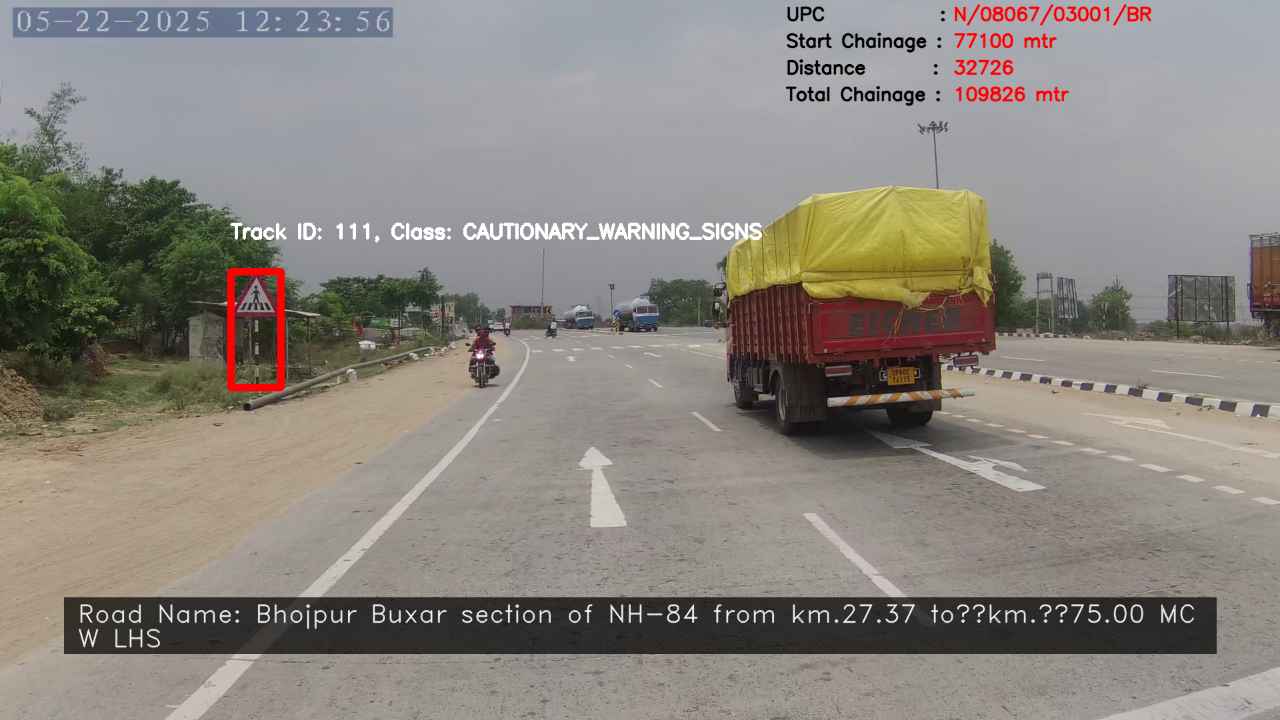 05-22-2025 12:23:56
UPC : N/08067/03001/BR
Start Chainage : 77100 mtr
Distance : 32726
Total Chainage : 109826 mtr
Track ID: 111, Class: CAUTIONARY_WARNING_SIGNS
EICHER
Road Name: Bhojpur Buxar section of NH-84 from km.27.37 to??km.??75.00 MC
W LHS